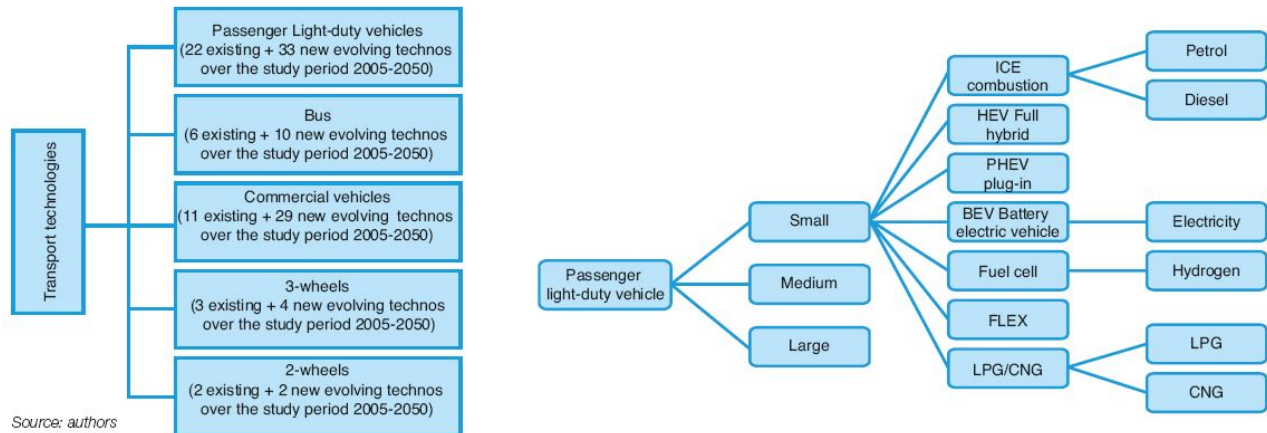 Transport technologies
Passenger Light-duty vehicles
(22 existing + 33 new evolving technos
over the study period 2005-2050)
Bus
(6 existing + 10 new evolving technos
over the study period 2005-2050)
Commercial vehicles
(11 existing + 29 new evolving technos
over the study period 2005-2050)
3-wheels
(3 existing + 4 new evolving technos
over the study period 2005-2050)
2-wheels
(2 existing + 2 new evolving technos
over the study period 2005-2050)
Source: authors
Passenger
light-duty vehicle
Small
Medium
Large
ICE
combustion
HEV Full
hybrid
PHEV
plug-in
BEV Battery
electric vehicle
Fuel cell
FLEX
LPG/CNG
Petrol
Diesel
Electricity
Hydrogen
LPG
CNG